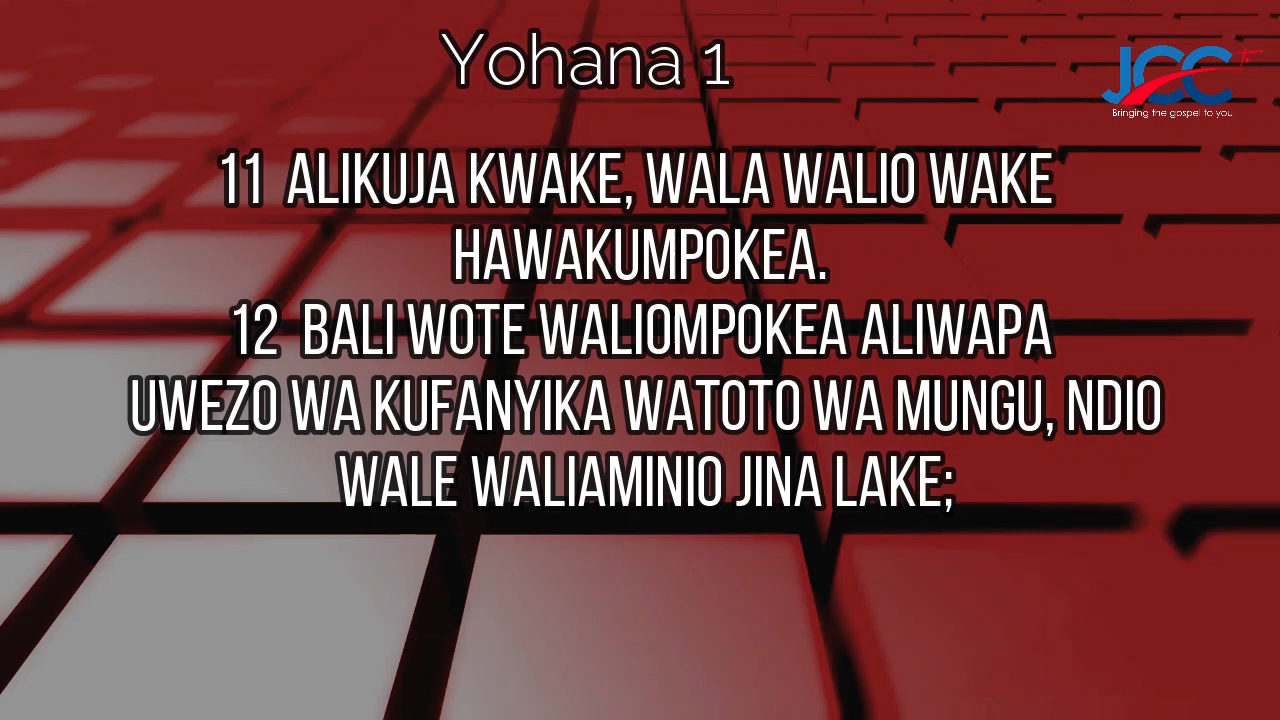 Yohana 1
JCC tv
Bringing the gospel to you
11 ALIKUJA KWAKE, WALA WALIO WAKE
HAWAKUMPOKEA.
12 BALI WOTE WALIOMPOKEA ALIWAPA
UWEZO WA KUFANYIKA WATOTO WA MUNGU, NDIO
WALE WALIAMINIO JINA LAKE;